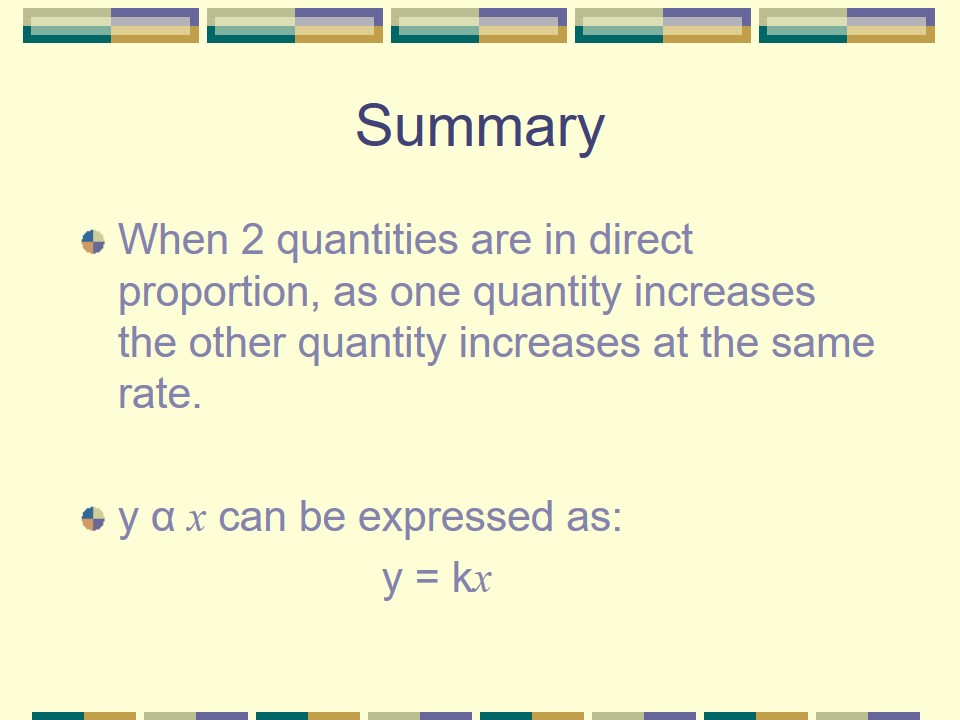 Summary
When 2 quantities are in direct
proportion, as one quantity increases
the other quantity increases at the same
rate.
y α x can be expressed as:
y = kx